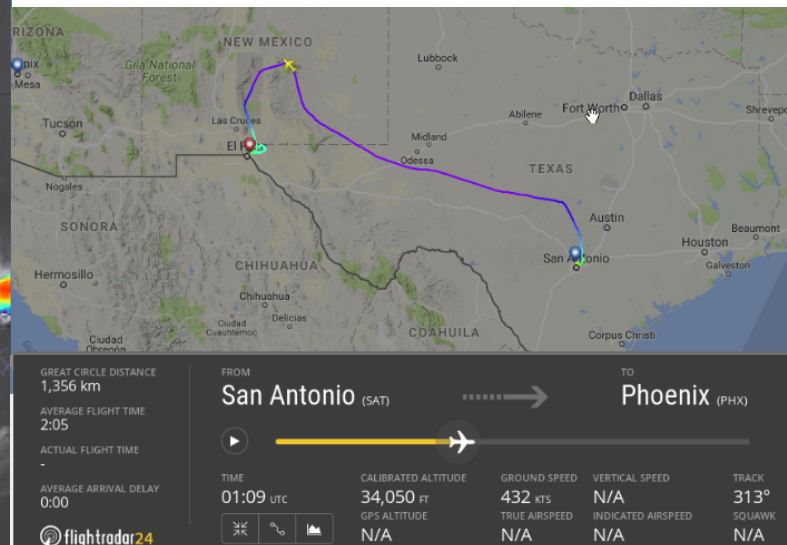 RIZONA
NEW MEXICO
Gila National
Forest
Lubbock
Mesa
Tucson
Las Cruces
Abilene
Fort Worth
Dallas
Midland
Odessa
TEXAS
Nogales
SONORA
Austin
Houston
Beaumont
Galveston
Hermosillo
CHIHUAHUA
Chihuahua
Ciudad
Cuauhtemoc
Delicias
COAHUILA
Corpus Christi
Ciudad
GREAT CIRCLE DISTANCE
1,356 km
AVERAGE FLIGHT TIME
2:05
ACTUAL FLIGHT TIME
-
AVERAGE ARRIVAL DELAY
0:00
flightradar24
FROM
San Antonio (SAT)
TO
Phoenix (PHX)
TIME
01:09 UTC
CALIBRATED ALTITUDE
34,050 FT
GPS ALTITUDE
N/A
GROUND SPEED
432 KTS
TRUE AIRSPEED
N/A
VERTICAL SPEED
N/A
INDICATED AIRSPEED
N/A
TRACK
313°
SQUAWK
N/A